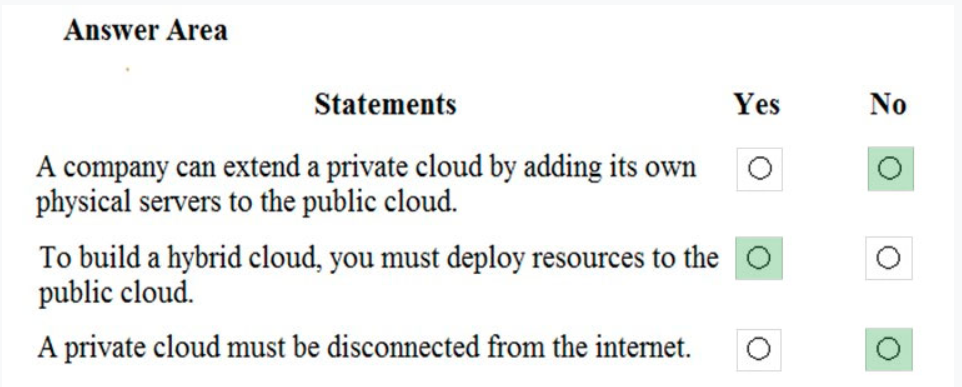 Answer Area
Statements Yes No
A company can extend a private cloud by adding its own
physical servers to the public cloud.
To build a hybrid cloud, you must deploy resources to the
public cloud.
A private cloud must be disconnected from the internet.